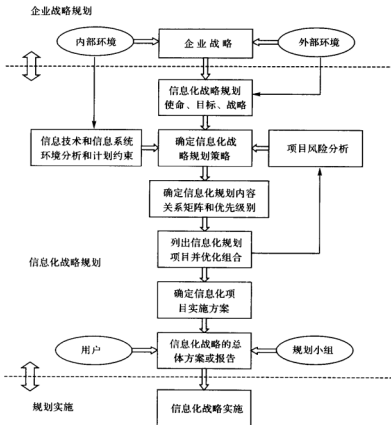 企业战略规划
内部环境
企业战略
外部环境
信息化战略规划
使命、目标、战略
信息技术和信息系统
环境分析和计划约束
确定信息化战
略规划策略
项目风险分析
确定信息化规划内容
关系矩阵和优先级别
列出信息化规划
项目并优化组合
信息化战略规划
确定信息化项
目实施方案
用户
信息化战略的总
体方案或报告
规划小组
规划实施
信息化战略实施